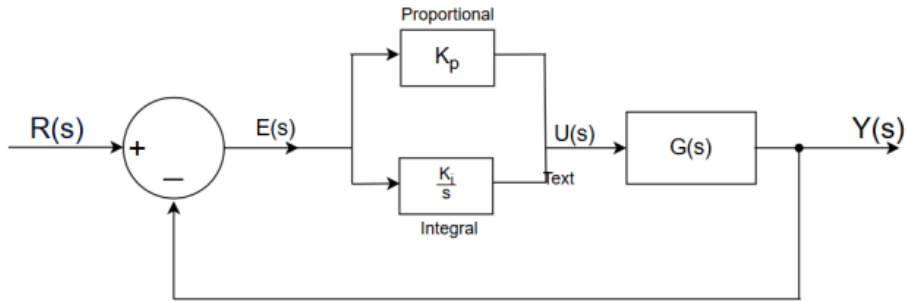 Proportional
Kp
R(s)
+
−
E(s)
U(s)
G(s)
Y(s)
Ki
s
Text
Integral